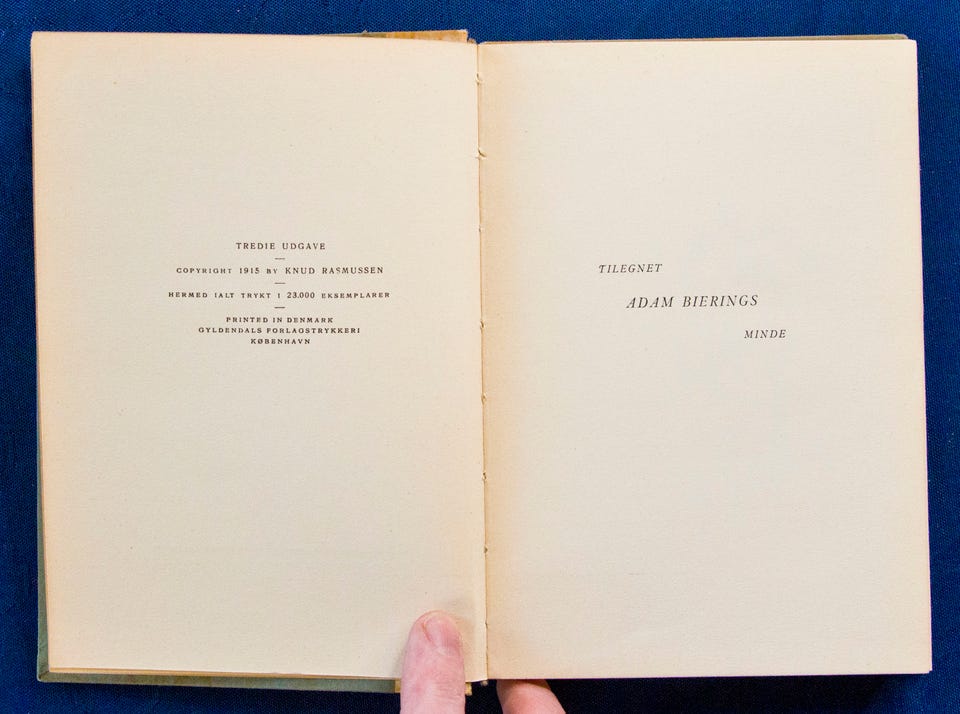 TREDIE UDGAVE
COPYRIGHT 1915 BY KNUD RASMUSSEN
HERMED IALT TRYKT I 23.000 EKSEMPLARER
PRINTED IN DENMARK
GYLDENDALS FORLAGSTRYKKERI
KØBENHAVN
TILEGNET
ADAM BIERINGS
MINDE